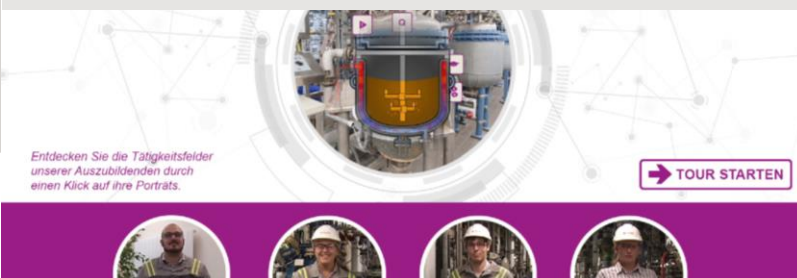 Entdecken Sie die Tätigkeitsfelder
unserer Auszubildenden durch
einen Klick auf ihre Porträts.
TOUR STARTEN